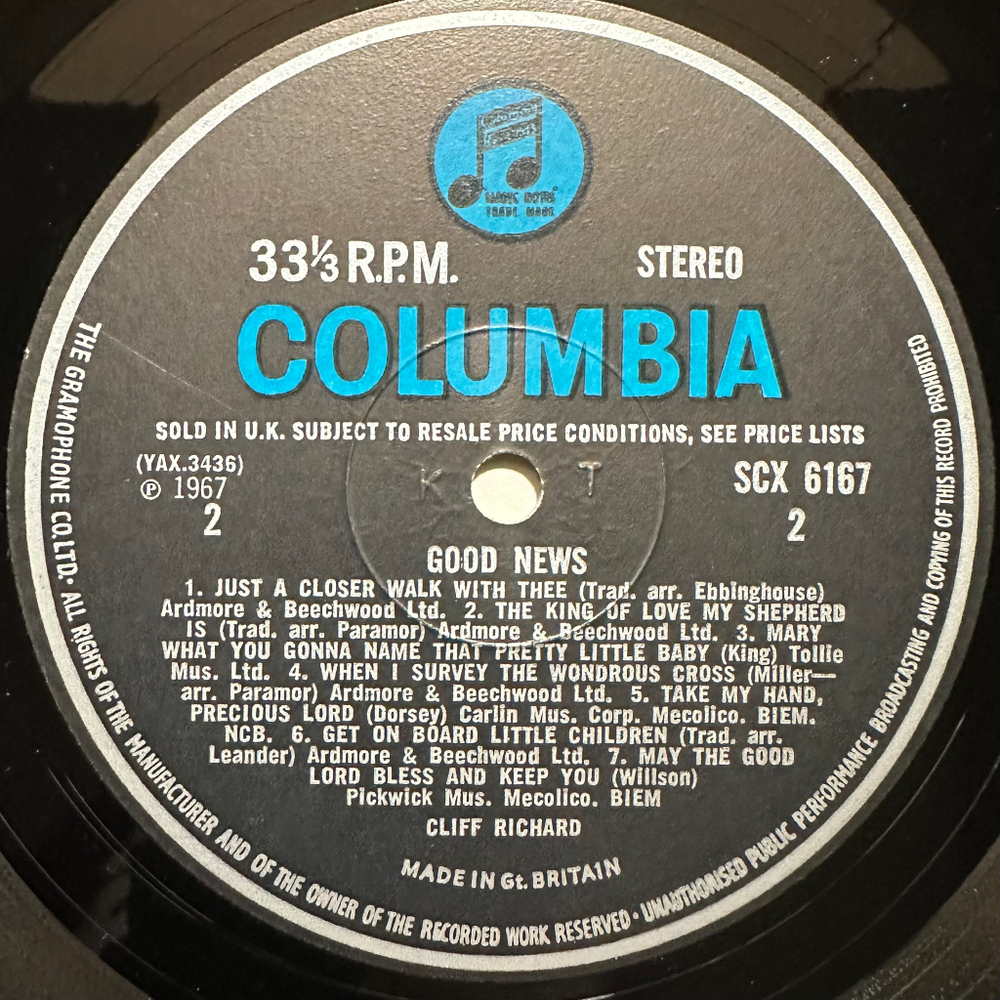 MAGIC NOTES
TRADE MARK
33⅓ R.P.M.
STEREO
COLUMBIA
SOLD IN U.K. SUBJECT TO RESALE PRICE CONDITIONS, SEE PRICE LISTS
(YAX.3436)
℗ 1967
2
SCX 6167
2
K T
GOOD NEWS
1. JUST A CLOSER WALK WITH THEE (Trad. arr. Ebbinghouse)
Ardmore & Beechwood Ltd. 2. THE KING OF LOVE MY SHEPHERD
IS (Trad. arr. Paramor) Ardmore & Beechwood Ltd. 3. MARY
WHAT YOU GONNA NAME THAT PRETTY LITTLE BABY (King) Tollie
Mus. Ltd. 4. WHEN I SURVEY THE WONDROUS CROSS (Miller—
arr. Paramor) Ardmore & Beechwood Ltd. 5. TAKE MY HAND,
PRECIOUS LORD (Dorsey) Carlin Mus. Corp. Mecolico. BIEM.
NCB. 6. GET ON BOARD LITTLE CHILDREN (Trad. arr.
Leander) Ardmore & Beechwood Ltd. 7. MAY THE GOOD
LORD BLESS AND KEEP YOU (Willson)
Pickwick Mus. Mecolico. BIEM
CLIFF RICHARD
MADE IN Gt. BRITAIN
THE GRAMOPHONE CO. LTD. · ALL RIGHTS OF THE MANUFACTURER AND OF THE OWNER OF THE RECORDED WORK RESERVED · UNAUTHORISED PUBLIC PERFORMANCE BROADCASTING AND COPYING OF THIS RECORD PROHIBITED